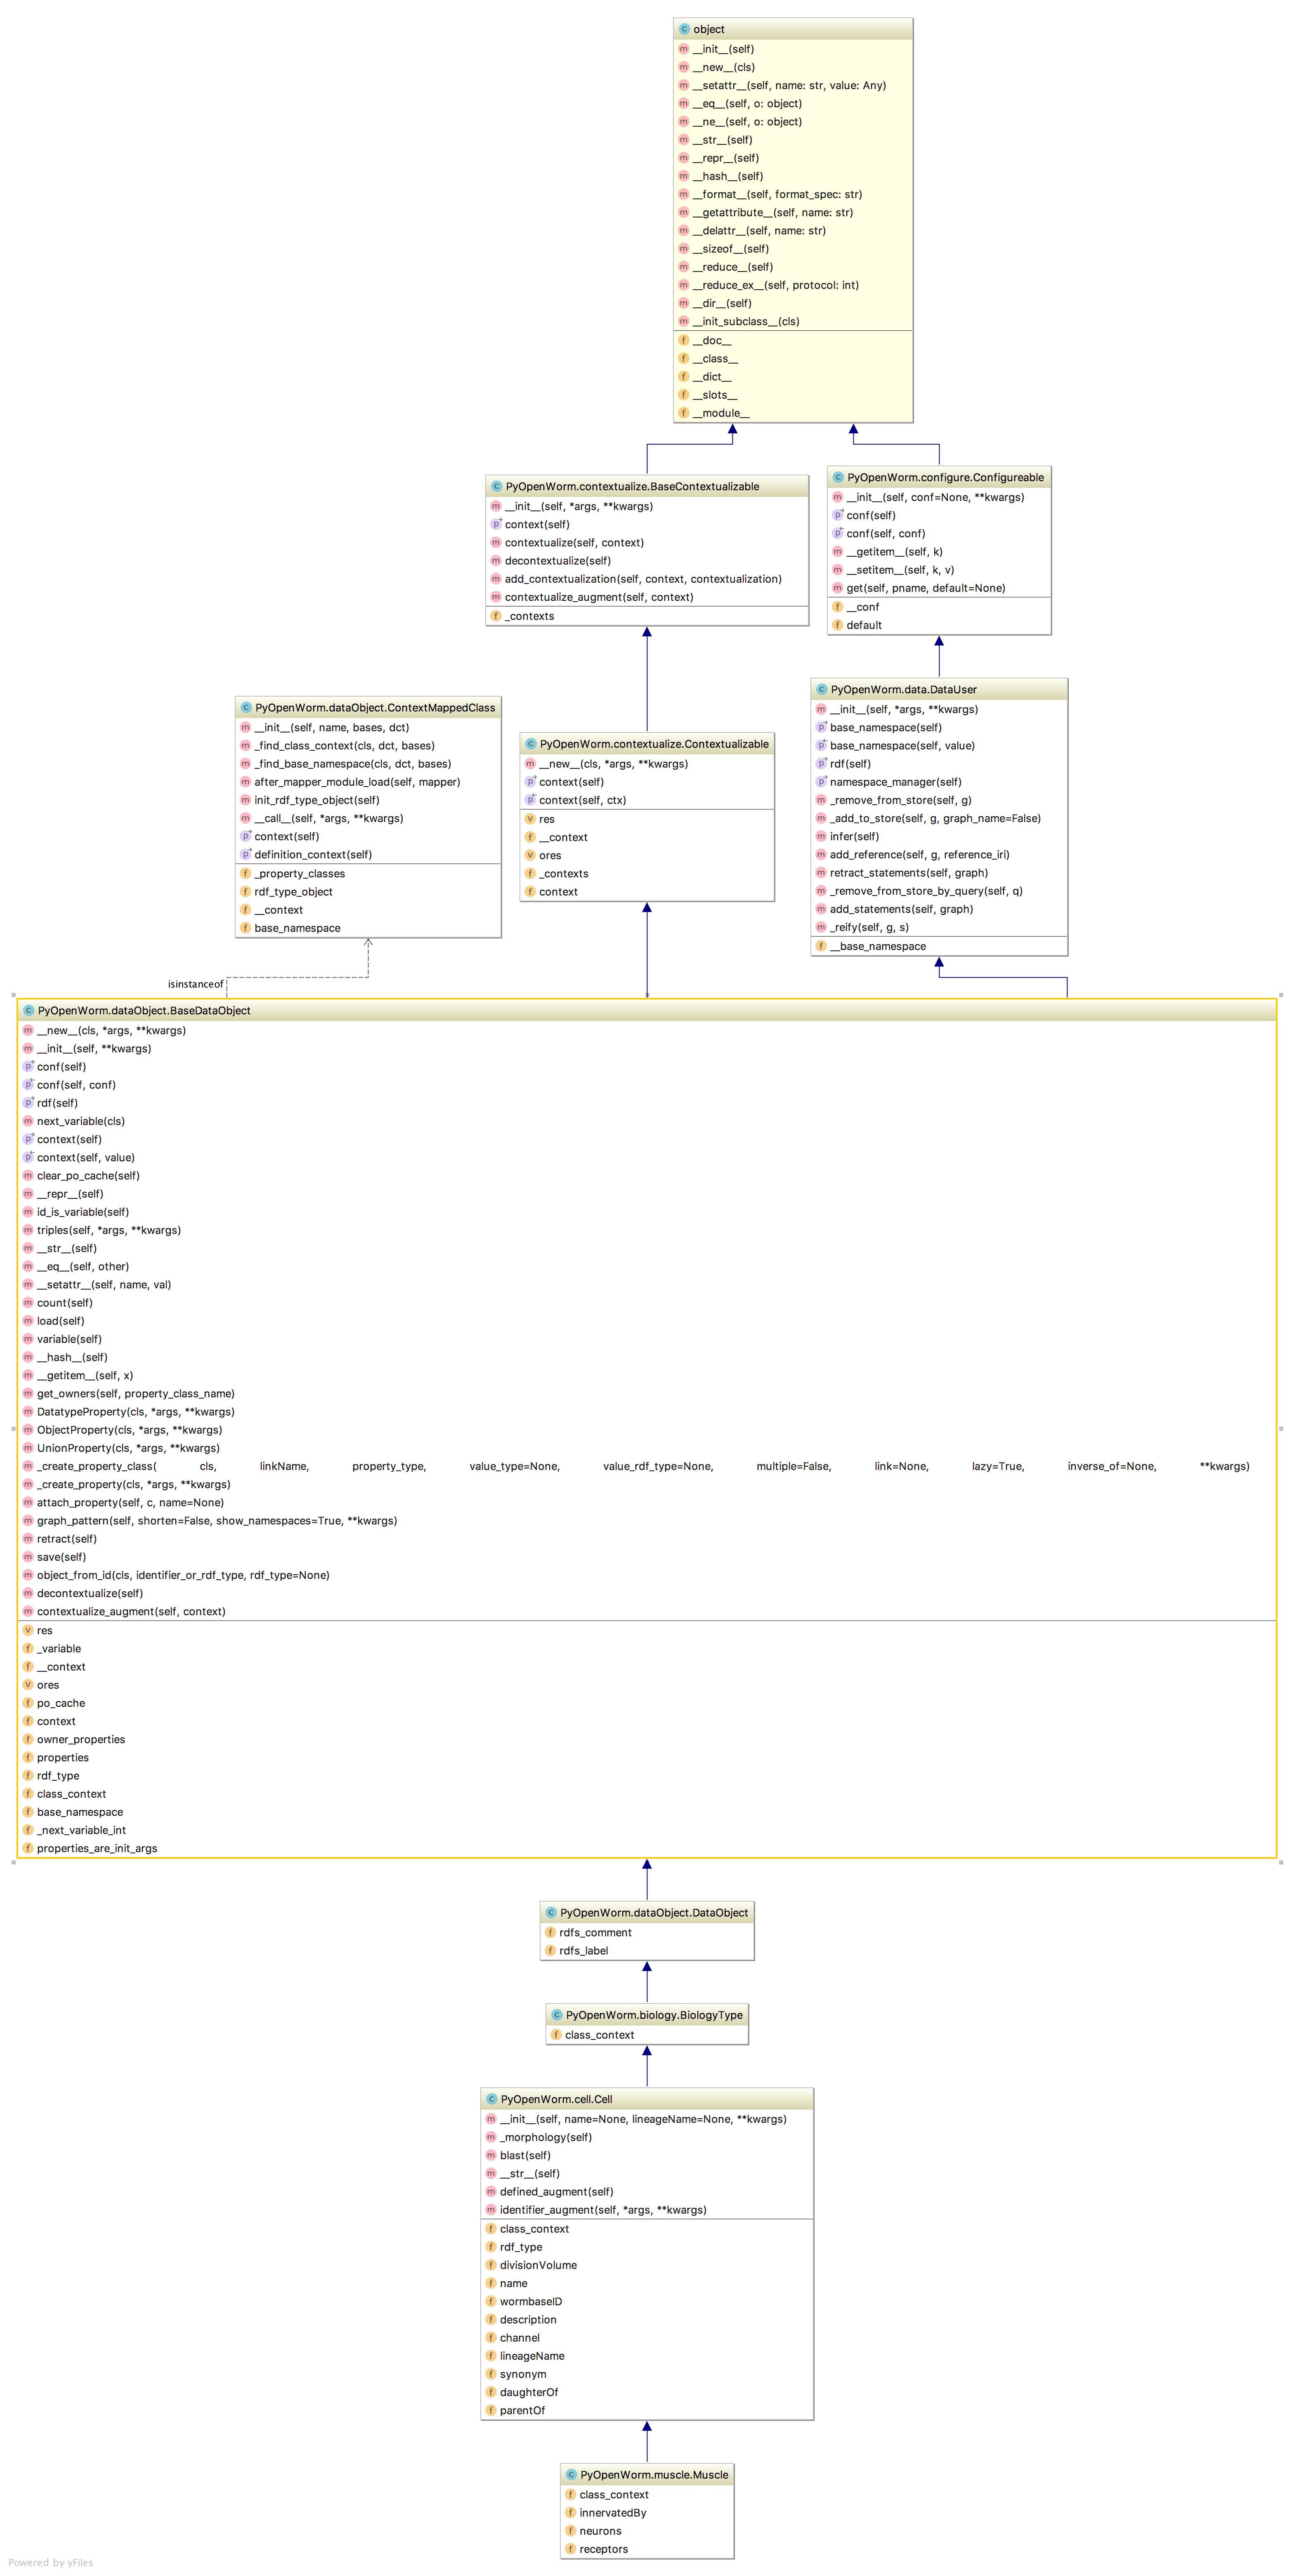 object
__init__(self)
__new__(cls)
__setattr__(self, name: str, value: Any)
__eq__(self, o: object)
__ne__(self, o: object)
__str__(self)
__repr__(self)
__hash__(self)
__format__(self, format_spec: str)
__getattribute__(self, name: str)
__delattr__(self, name: str)
__sizeof__(self)
__reduce__(self)
__reduce_ex__(self, protocol: int)
__dir__(self)
__init_subclass__(cls)
__doc__
__class__
__dict__
__slots__
__module__
PyOpenWorm.contextualize.BaseContextualizable
__init__(self, *args, **kwargs)
context(self)
contextualize(self, context)
decontextualize(self)
add_contextualization(self, context, contextualization)
contextualize_augment(self, context)
_contexts
PyOpenWorm.configure.Configureable
__init__(self, conf=None, **kwargs)
conf(self)
conf(self, conf)
__getitem__(self, k)
__setitem__(self, k, v)
get(self, pname, default=None)
__conf
default
PyOpenWorm.dataObject.ContextMappedClass
__init__(self, name, bases, dct)
_find_class_context(cls, dct, bases)
_find_base_namespace(cls, dct, bases)
after_mapper_module_load(self, mapper)
init_rdf_type_object(self)
__call__(self, *args, **kwargs)
context(self)
definition_context(self)
_property_classes
rdf_type_object
__context
base_namespace
PyOpenWorm.contextualize.Contextualizable
__new__(cls, *args, **kwargs)
context(self)
context(self, ctx)
res
__context
ores
_contexts
context
PyOpenWorm.data.DataUser
__init__(self, *args, **kwargs)
base_namespace(self)
base_namespace(self, value)
rdf(self)
namespace_manager(self)
_remove_from_store(self, g)
_add_to_store(self, g, graph_name=False)
infer(self)
add_reference(self, g, reference_iri)
retract_statements(self, graph)
_remove_from_store_by_query(self, q)
add_statements(self, graph)
_reify(self, g, s)
__base_namespace
isinstanceof
PyOpenWorm.dataObject.BaseDataObject
__new__(cls, *args, **kwargs)
__init__(self, **kwargs)
conf(self)
conf(self, conf)
rdf(self)
next_variable(cls)
context(self)
context(self, value)
clear_po_cache(self)
__repr__(self)
id_is_variable(self)
triples(self, *args, **kwargs)
__str__(self)
__eq__(self, other)
__setattr__(self, name, val)
count(self)
load(self)
variable(self)
__hash__(self)
__getitem__(self, x)
get_owners(self, property_class_name)
DatatypeProperty(cls, *args, **kwargs)
ObjectProperty(cls, *args, **kwargs)
UnionProperty(cls, *args, **kwargs)
_create_property_class( cls, linkName, property_type, value_type=None, value_rdf_type=None, multiple=False, link=None, lazy=True, inverse_of=None, **kwargs)
_create_property(cls, *args, **kwargs)
attach_property(self, c, name=None)
graph_pattern(self, shorten=False, show_namespaces=True, **kwargs)
retract(self)
save(self)
object_from_id(cls, identifier_or_rdf_type, rdf_type=None)
decontextualize(self)
contextualize_augment(self, context)
res
_variable
__context
ores
po_cache
context
owner_properties
properties
rdf_type
class_context
base_namespace
_next_variable_int
properties_are_init_args
PyOpenWorm.dataObject.DataObject
rdfs_comment
rdfs_label
PyOpenWorm.biology.BiologyType
class_context
PyOpenWorm.cell.Cell
__init__(self, name=None, lineageName=None, **kwargs)
_morphology(self)
blast(self)
__str__(self)
defined_augment(self)
identifier_augment(self, *args, **kwargs)
class_context
rdf_type
divisionVolume
name
wormbaseID
description
channel
lineageName
synonym
daughterOf
parentOf
PyOpenWorm.muscle.Muscle
class_context
innervatedBy
neurons
receptors
Powered by yFiles